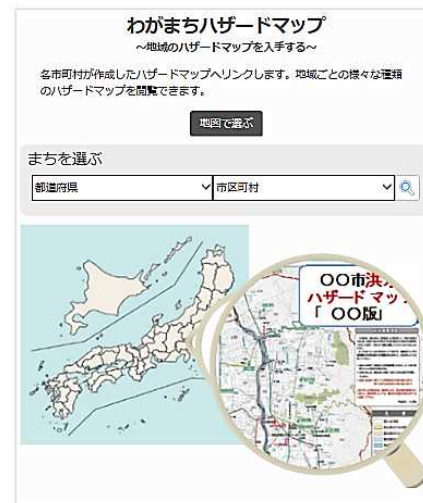 わがまちハザードマップ
～地域のハザードマップを入手する～
各市町村が作成したハザードマップへリンクします。地域ごとの様々な種類
のハザードマップを閲覧できます。
地図で選ぶ
まちを選ぶ
都道府県
市区町村
〇〇市洪水
ハザードマップ
「 〇〇版」